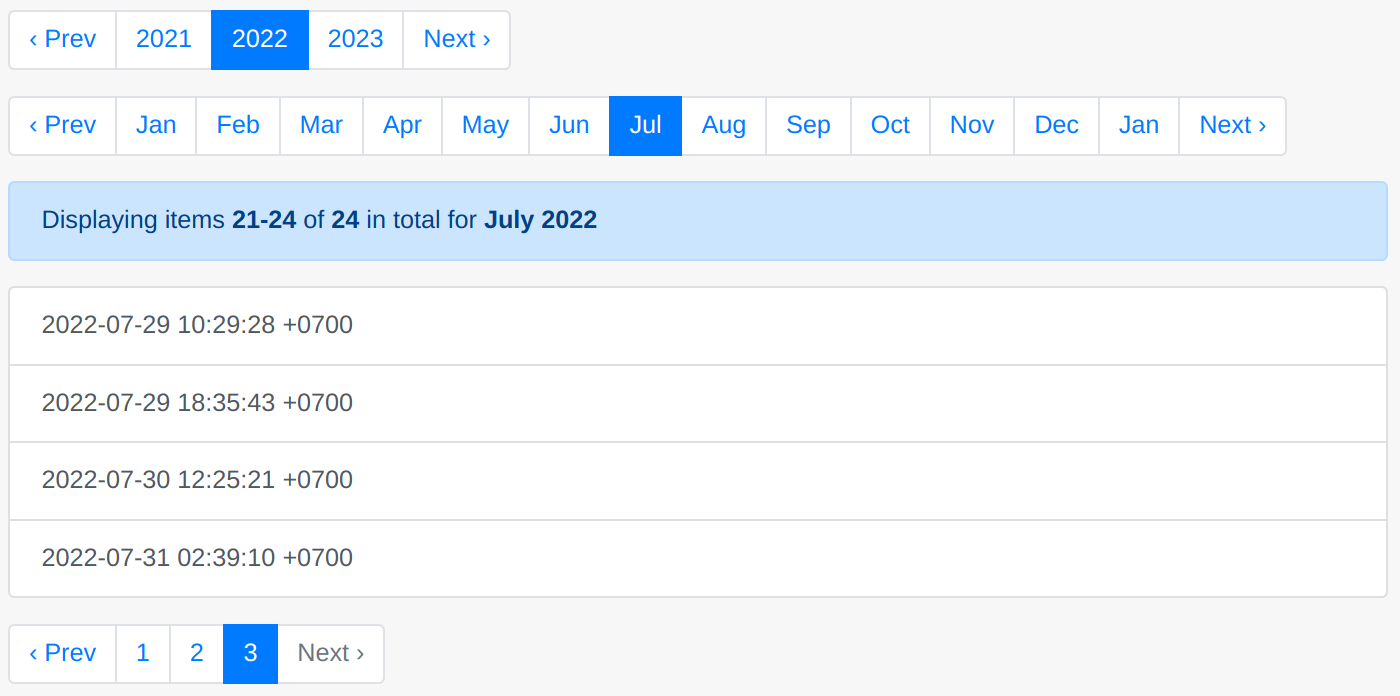 ‹ Prev 2021 2022 2023 Next ›
‹ Prev Jan Feb Mar Apr May Jun Jul Aug Sep Oct Nov Dec Jan Next ›
Displaying items 21-24 of 24 in total for July 2022
2022-07-29 10:29:28 +0700
2022-07-29 18:35:43 +0700
2022-07-30 12:25:21 +0700
2022-07-31 02:39:10 +0700
‹ Prev 1 2 3 Next ›